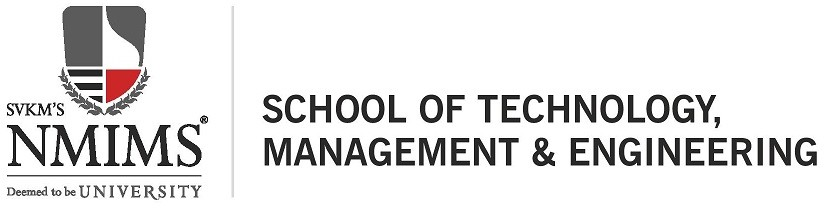 SVKM'S
NMIMS®
Deemed to be UNIVERSITY
SCHOOL OF TECHNOLOGY,
MANAGEMENT & ENGINEERING